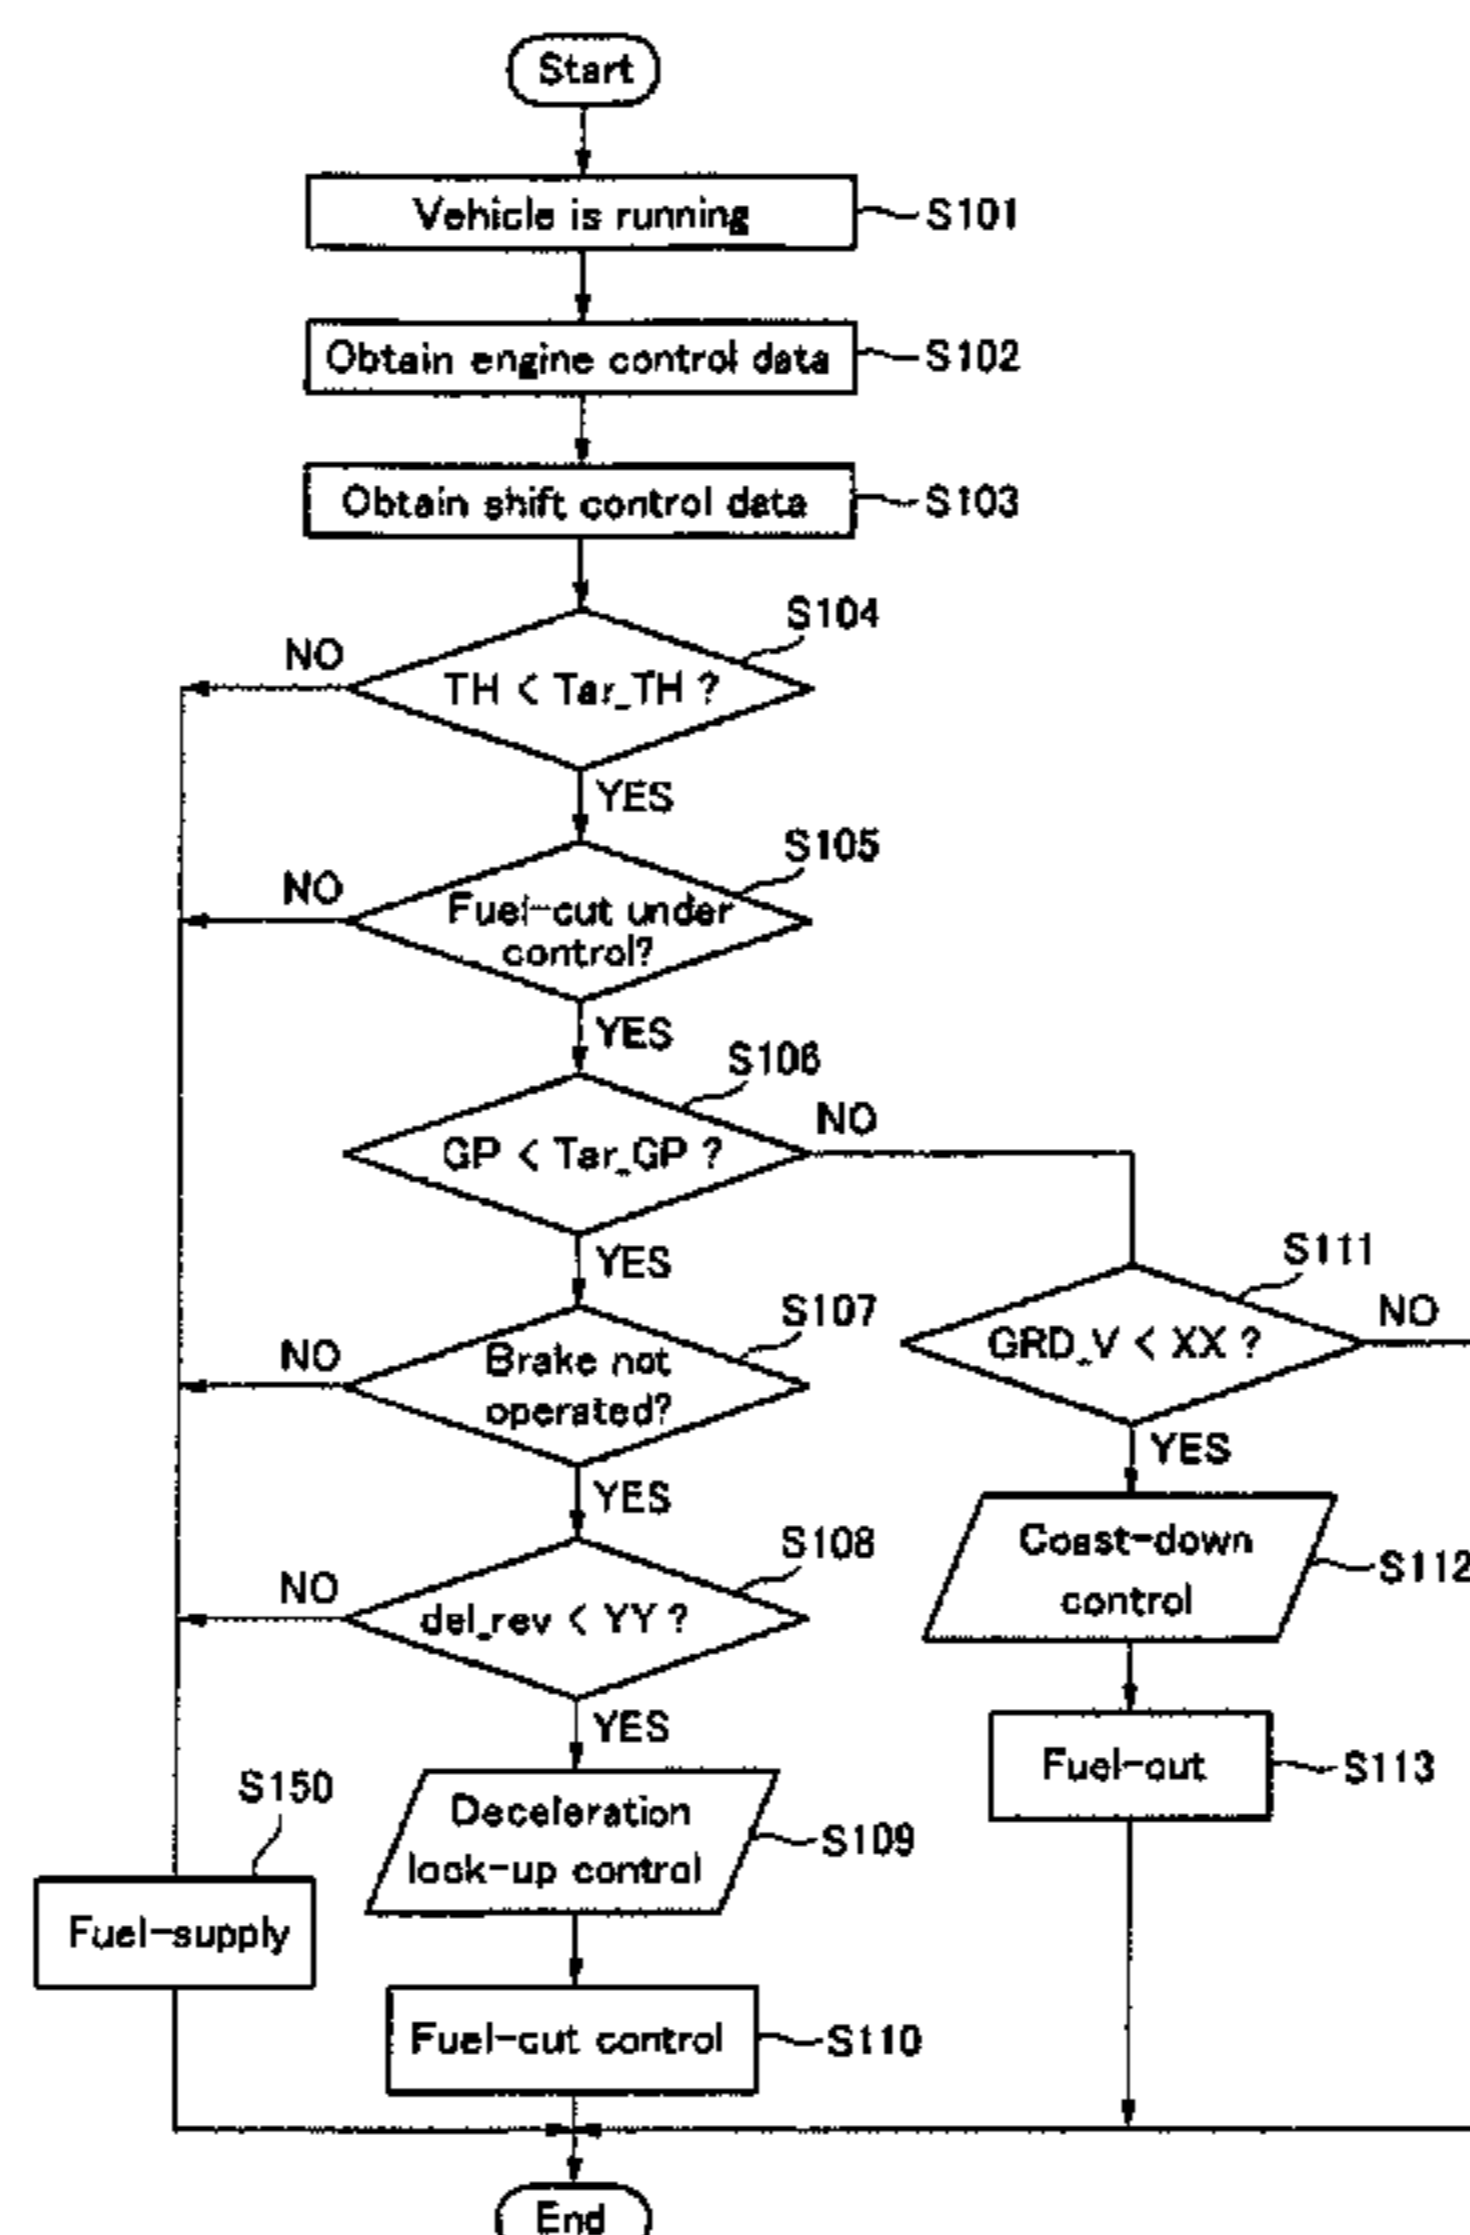 Start
Vehicle is running
S101
Obtain engine control data
S102
Obtain shift control data
S103
S104
NO
TH < Tar_TH ?
YES
S105
NO
Fuel-cut under
control?
YES
S106
NO
GP < Tar_GP ?
YES
S111
NO
GRD_V < XX ?
YES
S107
NO
Brake not
operated?
YES
S108
NO
del_rev < YY ?
YES
Coast-down
control
S112
Fuel-cut
S113
S150
Fuel-supply
Deceleration
lock-up control
S109
Fuel-cut control
S110
End